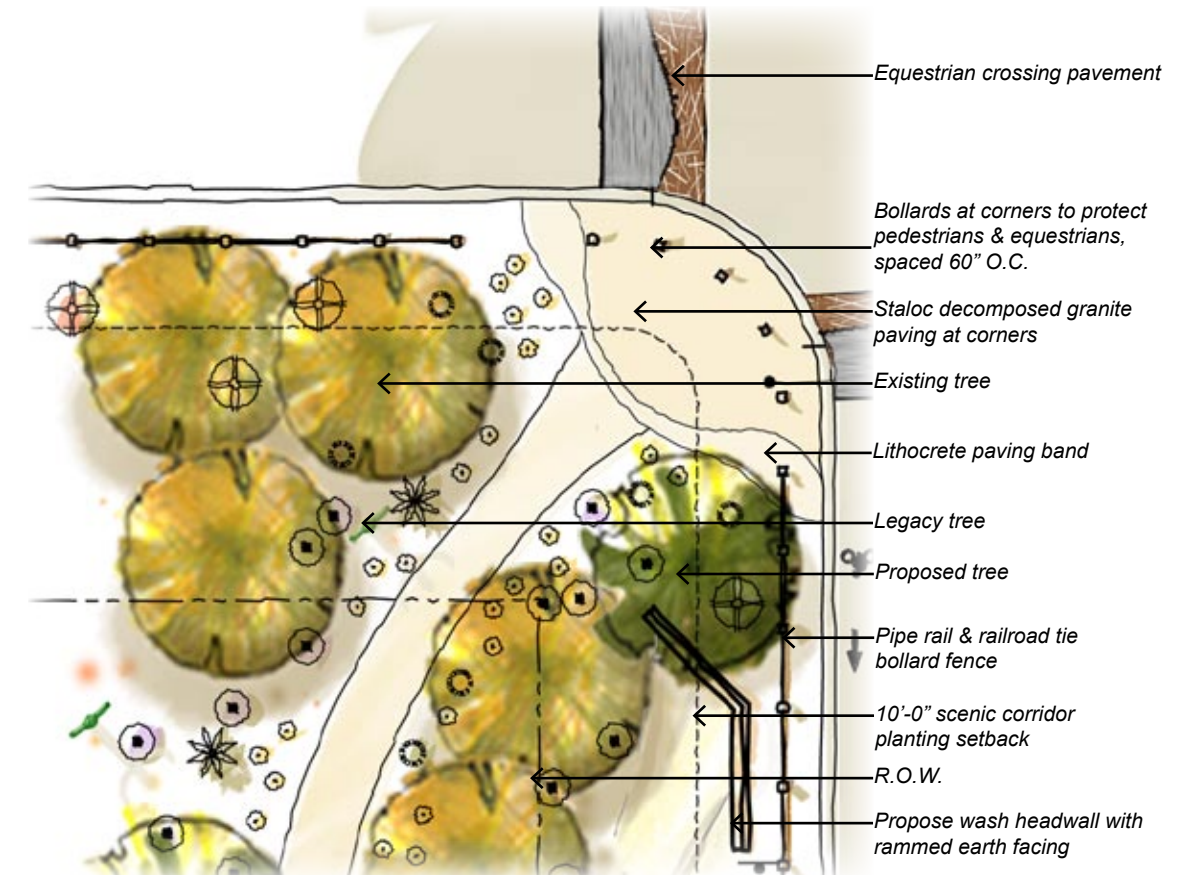 Equestrian crossing pavement
Bollards at corners to protect
pedestrians & equestrians,
spaced 60” O.C.
Staloc decomposed granite
paving at corners
Existing tree
Lithocrete paving band
Legacy tree
Proposed tree
Pipe rail & railroad tie
bollard fence
10’-0” scenic corridor
planting setback
R.O.W.
Propose wash headwall with
rammed earth facing